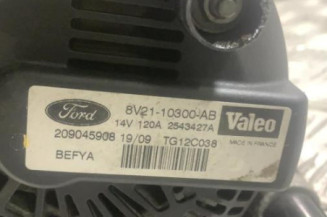 Ford
8V21-10300-AB
14V 120A 2543427A
Valeo
MADE IN FRANCE
209045908 19/09 TG12C038
BEFYA